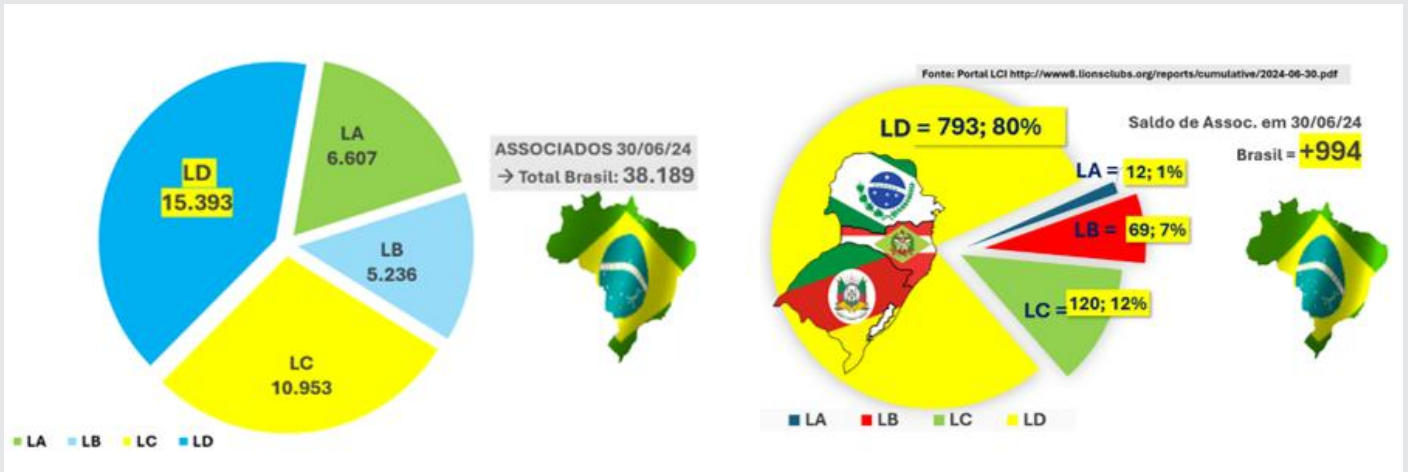 LA
6.607
LD
15.393
LB
5.236
LC
10.953
LA LB LC LD
ASSOCIADOS 30/06/24
→ Total Brasil: 38.189
Fonte: Portal LCI http://www8.lionsclubs.org/reports/cumulative/2024-06-30.pdf
LD = 793; 80%
Saldo de Assoc. em 30/06/24
Brasil = +994
LA = 12; 1%
LB = 69; 7%
LC = 120; 12%
LA LB LC LD